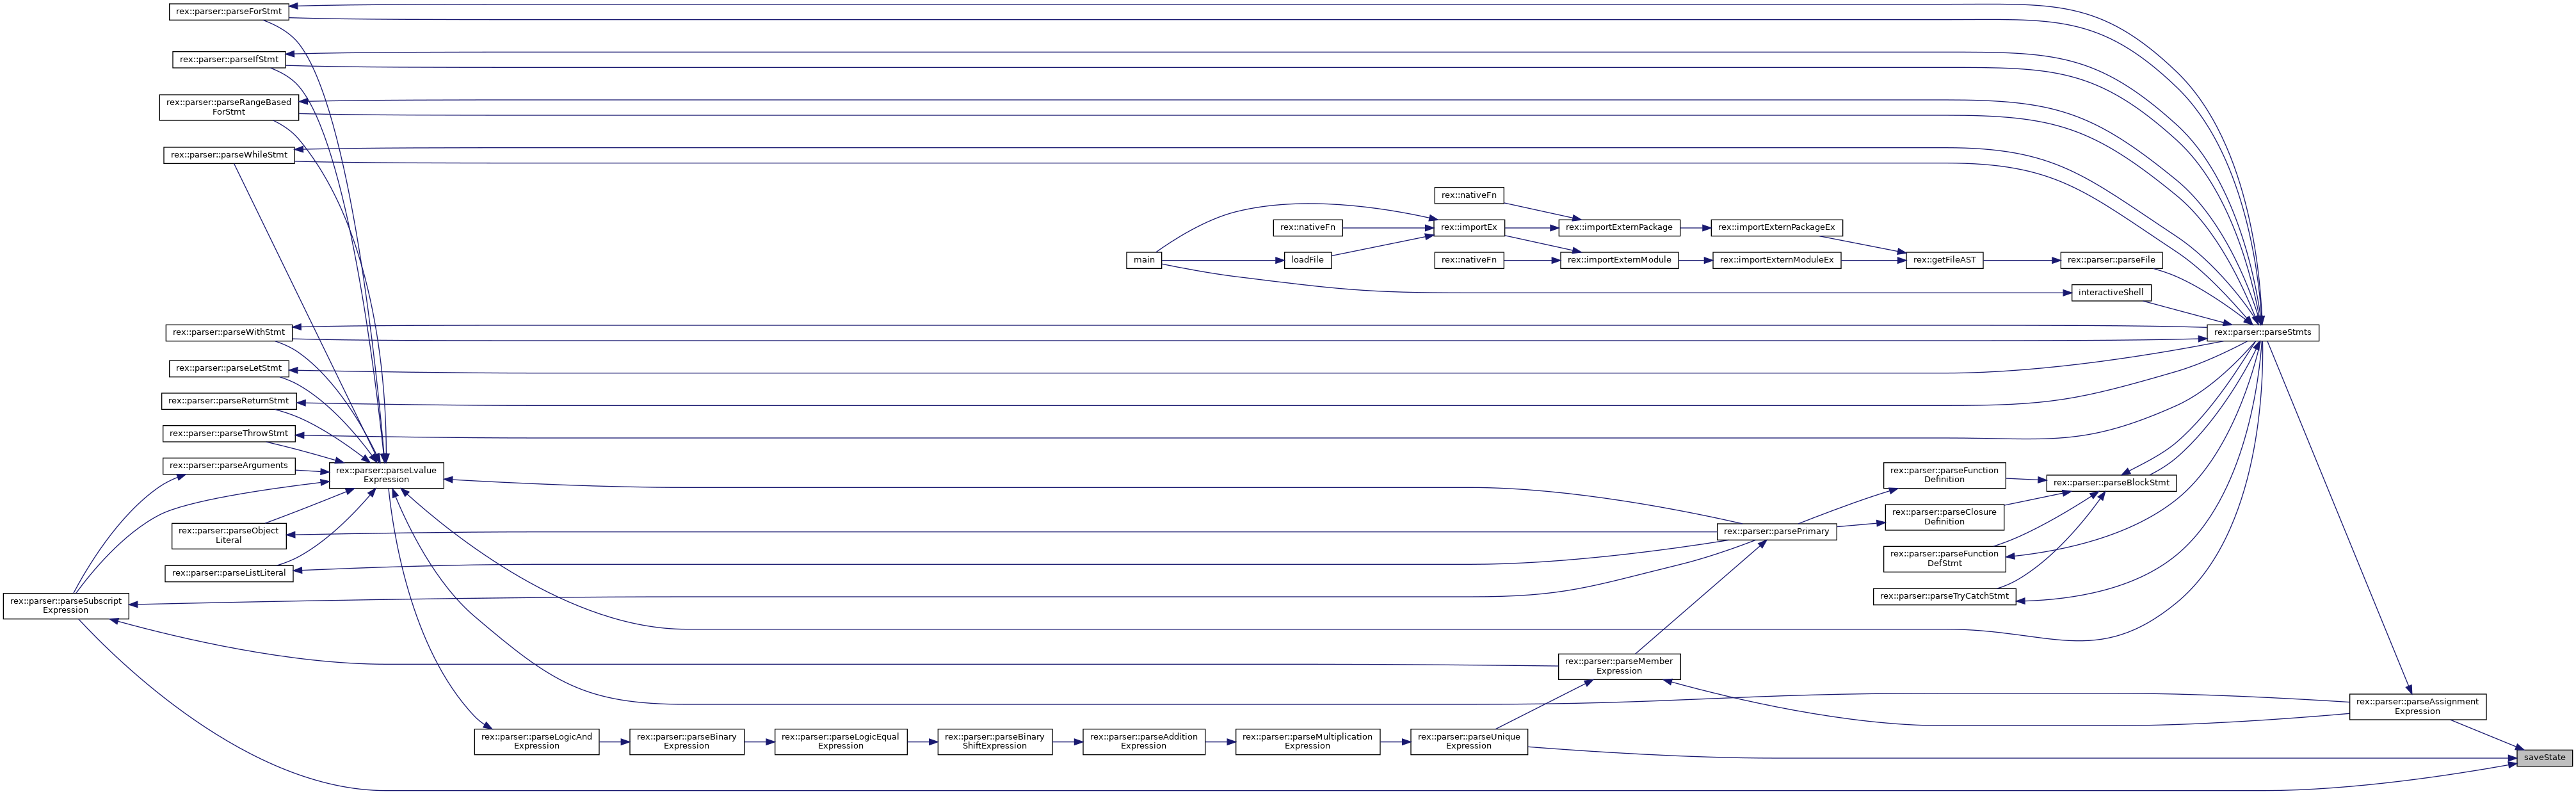 rex::parser::parseForStmt
rex::parser::parseIfStmt
rex::parser::parseRangeBased
ForStmt
rex::parser::parseWhileStmt
rex::nativeFn
rex::nativeFn
rex::importEx
rex::importExternPackage
rex::importExternPackageEx
main
loadFile
rex::nativeFn
rex::importExternModule
rex::importExternModuleEx
rex::getFileAST
rex::parser::parseFile
interactiveShell
rex::parser::parseWithStmt
rex::parser::parseStmts
rex::parser::parseLetStmt
rex::parser::parseReturnStmt
rex::parser::parseThrowStmt
rex::parser::parseArguments
rex::parser::parseLvalue
Expression
rex::parser::parseFunction
Definition
rex::parser::parseBlockStmt
rex::parser::parseClosure
Definition
rex::parser::parseObject
Literal
rex::parser::parsePrimary
rex::parser::parseFunction
DefStmt
rex::parser::parseListLiteral
rex::parser::parseTryCatchStmt
rex::parser::parseSubscript
Expression
rex::parser::parseMember
Expression
rex::parser::parseAssignment
Expression
rex::parser::parseLogicAnd
Expression
rex::parser::parseBinary
Expression
rex::parser::parseLogicEqual
Expression
rex::parser::parseBinary
ShiftExpression
rex::parser::parseAddition
Expression
rex::parser::parseMultiplication
Expression
rex::parser::parseUnique
Expression
saveState